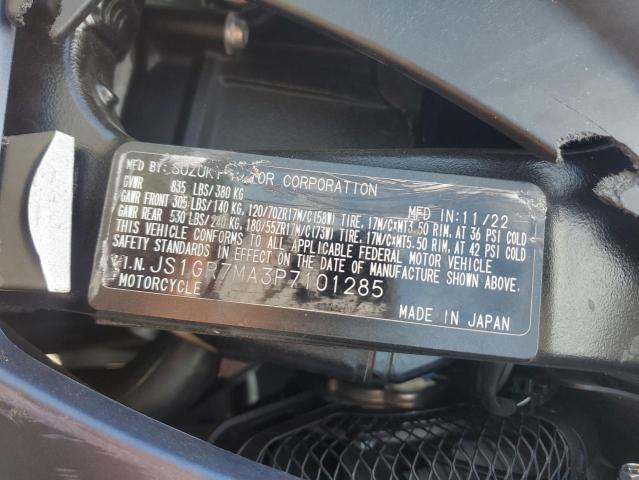 MFD BY: SUZUKI MOTOR CORPORATION MFD IN:11/22
GVWR 835 LBS/380 KG
GAWR FRONT 305 LBS/140 KG, 120/70ZR17M/C(58W) TIRE, 17M/C×MT3.50 RIM, AT 36 PSI COLD
GAWR REAR 530 LBS/240 KG, 180/55ZR17M/C(73W) TIRE, 17M/C×MT5.50 RIM, AT 42 PSI COLD
THIS VEHICLE CONFORMS TO ALL APPLICABLE FEDERAL MOTOR VEHICLE
SAFETY STANDARDS IN EFFECT ON THE DATE OF MANUFACTURE SHOWN ABOVE.
V.I.N. JS1GR7MA3P7101285
MOTORCYCLE MADE IN JAPAN